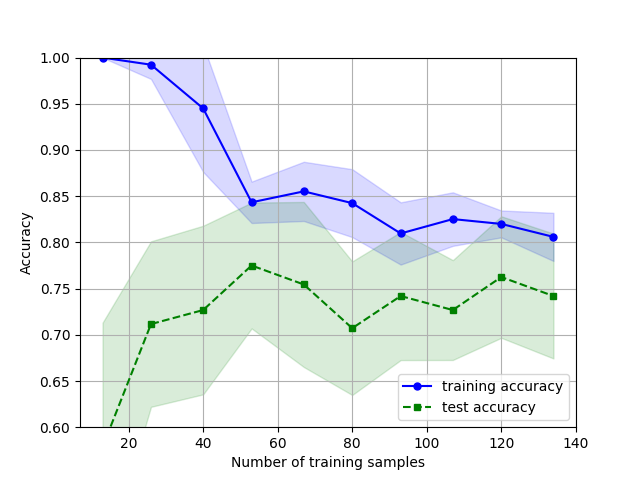 1.00
0.95
0.90
0.85
0.80
0.75
0.70
0.65
0.60
Accuracy
training accuracy
test accuracy
20 40 60 80 100 120 140
Number of training samples